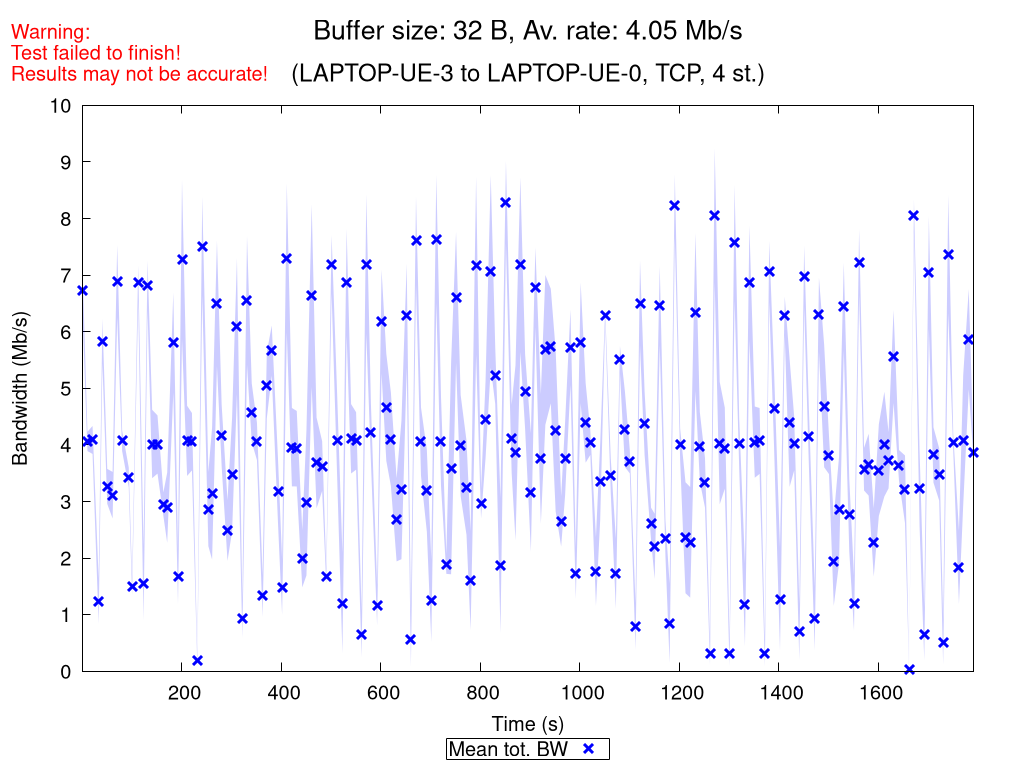 Warning:
Test failed to finish!
Results may not be accurate!
Buffer size: 32 B, Av. rate: 4.05 Mb/s
(LAPTOP-UE-3 to LAPTOP-UE-0, TCP, 4 st.)
10
9
8
7
6
5
4
3
2
1
0
Bandwidth (Mb/s)
200 400 600 800 1000 1200 1400 1600
Time (s)
Mean tot. BW